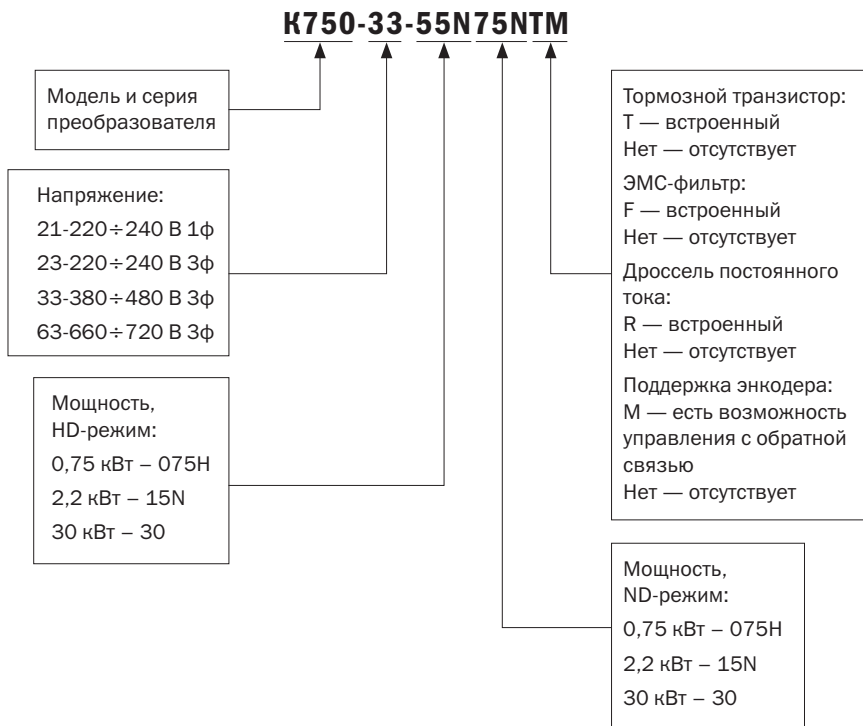 К750-33-55N75NTM
Модель и серия
преобразователя
Напряжение:
21-220÷240 В 1ф
23-220÷240 В 3ф
33-380÷480 В 3ф
63-660÷720 В 3ф
Мощность,
HD-режим:
0,75 кВт – 075H
2,2 кВт – 15N
30 кВт – 30
Тормозной транзистор:
T — встроенный
Нет — отсутствует
ЭМС-фильтр:
F — встроенный
Нет — отсутствует
Дроссель постоянного
тока:
R — встроенный
Нет — отсутствует
Поддержка энкодера:
M — есть возможность
управления с обратной
связью
Нет — отсутствует
Мощность,
ND-режим:
0,75 кВт – 075H
2,2 кВт – 15N
30 кВт – 30